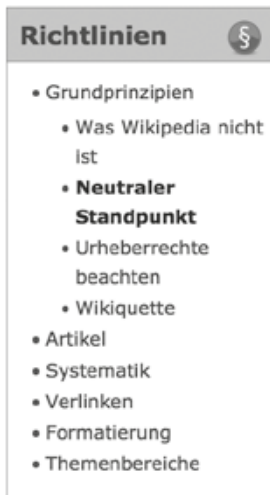 Richtlinien §
• Grundprinzipien
• Was Wikipedia nicht
ist
• Neutraler
Standpunkt
• Urheberrechte
beachten
• Wikiquette
• Artikel
• Systematik
• Verlinken
• Formatierung
• Themenbereiche